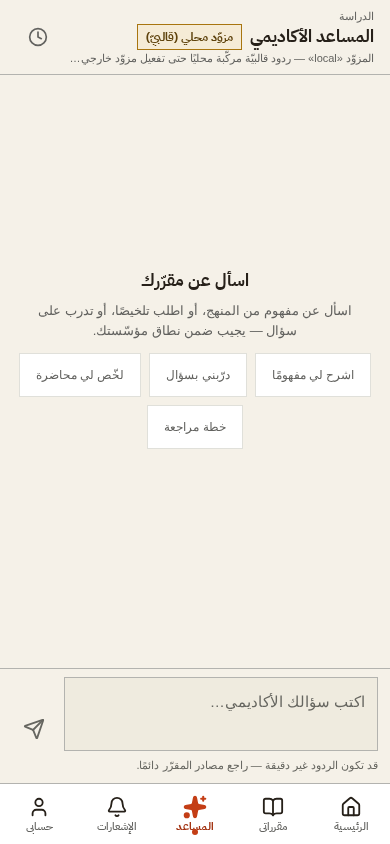 الدراسة
المساعد الأكاديمي مزوّد محلي (قالبيّ)
المزوّد «local» — ردود قالبيّة مركّبة محليًا حتى تفعيل مزوّد خارجي…
اسأل عن مقرّرك
اسأل عن مفهوم من المنهج، أو اطلب تلخيصًا، أو تدرب على
سؤال — يجيب ضمن نطاق مؤسّستك.
اشرح لي مفهومًا
درّبني بسؤال
لخّص لي محاضرة
خطة مراجعة
اكتب سؤالك الأكاديمي…
قد تكون الردود غير دقيقة — راجع مصادر المقرّر دائمًا.
الرئيسية
مقرراتي
المساعد
الإشعارات
حسابي